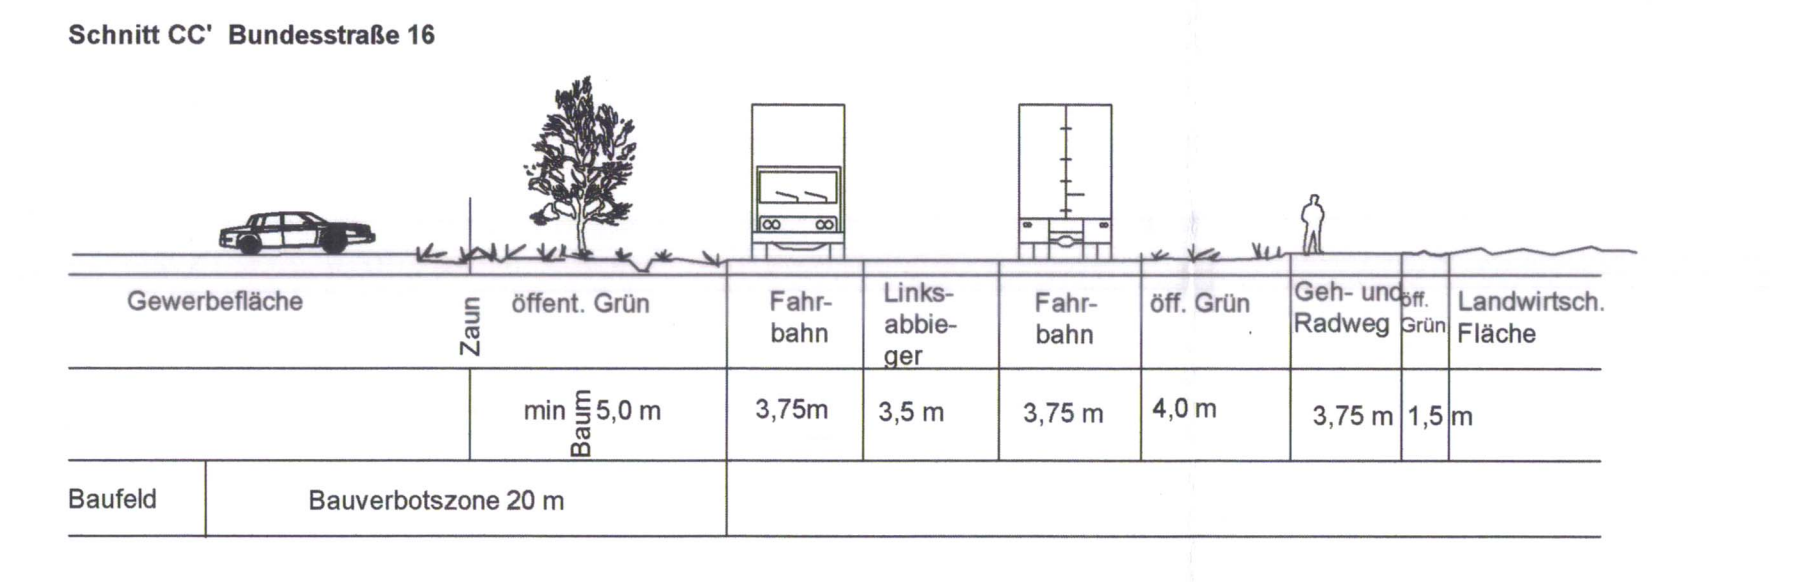 Schnitt CC' Bundesstraße 16
Gewerbefläche
Zaun
öffent. Grün
Fahr-
bahn
Links-
abbie-
ger
Fahr-
bahn
öff. Grün
Geh- und
Radweg
öff.
Grün
Landwirtsch.
Fläche
min 5,0 m
Baum
3,75m
3,5 m
3,75 m
4,0 m
3,75 m
1,5 m
Baufeld
Bauverbotszone 20 m